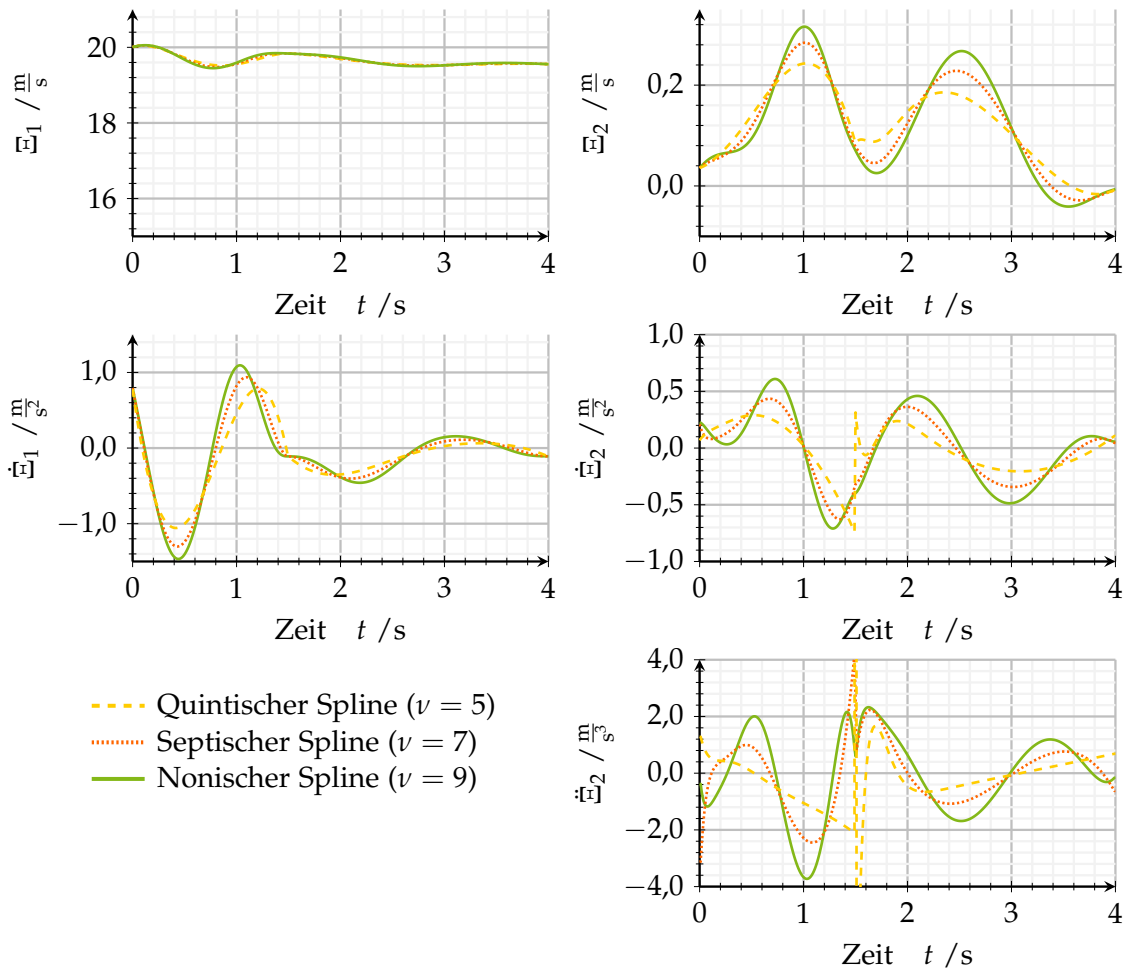 20
18
16
Ξ₁ / m/s
0 1 2 3 4
Zeit t /s
0,2
0,0
Ξ₂ / m/s
0 1 2 3 4
Zeit t /s
1,0
0,0
−1,0
Ξ̇₁ / m/s²
0 1 2 3 4
Zeit t /s
1,0
0,5
0,0
−0,5
−1,0
Ξ̇₂ / m/s²
0 1 2 3 4
Zeit t /s
Quintischer Spline (ν = 5)
Septischer Spline (ν = 7)
Nonischer Spline (ν = 9)
4,0
2,0
0,0
−2,0
−4,0
Ξ̈₂ / m/s³
0 1 2 3 4
Zeit t /s